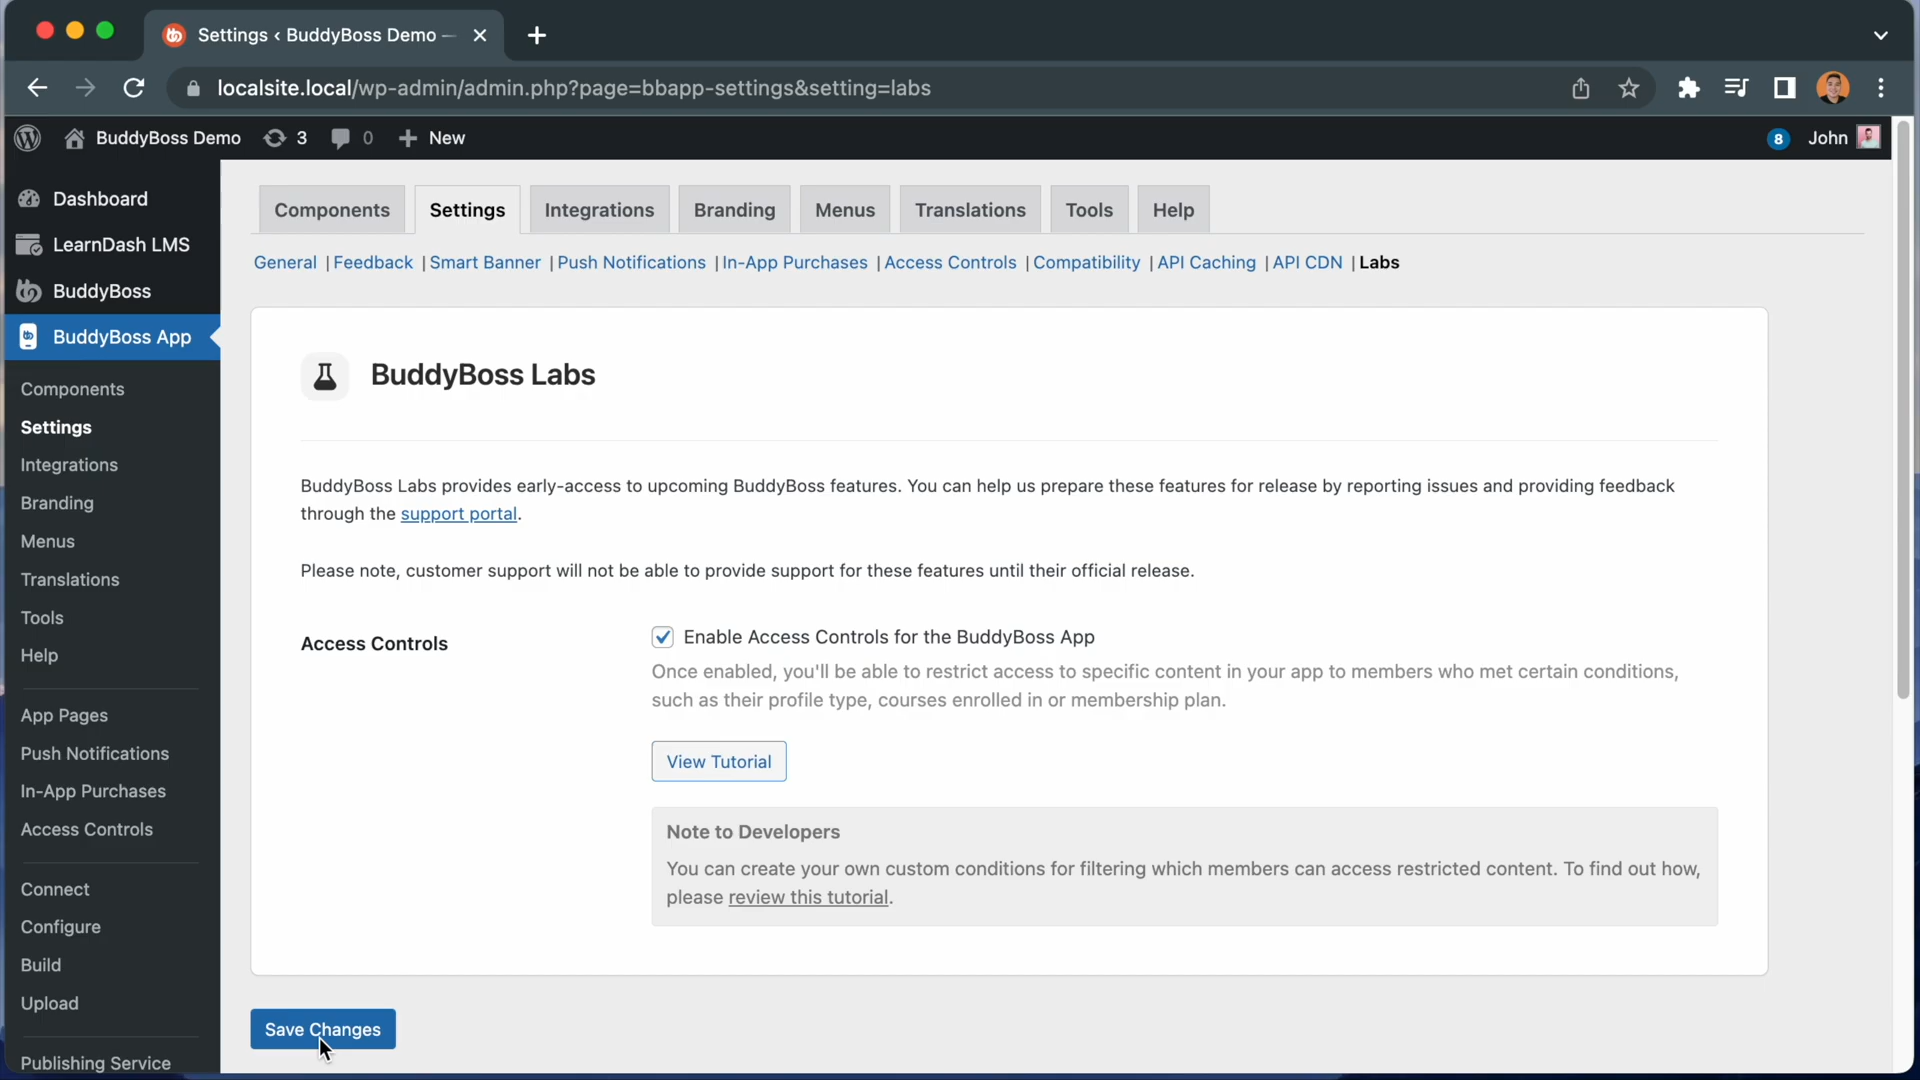 Settings ‹ BuddyBoss Demo —
localsite.local/wp-admin/admin.php?page=bbapp-settings&setting=labs
BuddyBoss Demo 3 0 New
8 John
Dashboard
LearnDash LMS
BuddyBoss
BuddyBoss App
Components
Settings
Integrations
Branding
Menus
Translations
Tools
Help
App Pages
Push Notifications
In-App Purchases
Access Controls
Connect
Configure
Build
Upload
Publishing Service
Components Settings Integrations Branding Menus Translations Tools Help
General | Feedback | Smart Banner | Push Notifications | In-App Purchases | Access Controls | Compatibility | API Caching | API CDN | Labs
BuddyBoss Labs
BuddyBoss Labs provides early-access to upcoming BuddyBoss features. You can help us prepare these features for release by reporting issues and providing feedback
through the support portal.
Please note, customer support will not be able to provide support for these features until their official release.
Access Controls
Enable Access Controls for the BuddyBoss App
Once enabled, you'll be able to restrict access to specific content in your app to members who met certain conditions,
such as their profile type, courses enrolled in or membership plan.
View Tutorial
Note to Developers
You can create your own custom conditions for filtering which members can access restricted content. To find out how,
please review this tutorial.
Save Changes